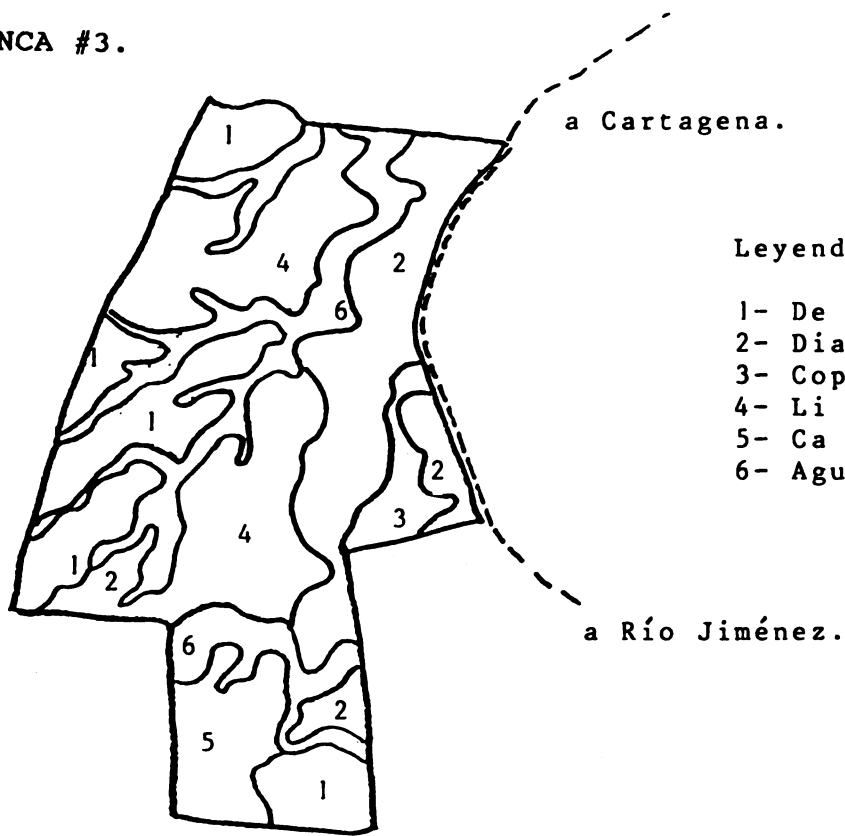 NCA #3.
a Cartagena.
1
4
2
6
Leyend
1- De
2- Dia
3- Cop
4- Li
5- Ca
6- Agu
1
1
2
3
4
1
2
a Río Jiménez.
6
2
5
1